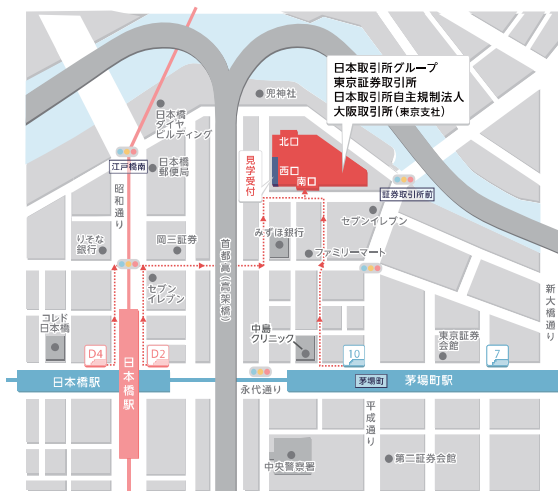 日本取引所グループ
東京証券取引所
日本取引所自主規制法人
大阪取引所（東京支社）
兜神社
日本橋
ダイヤ
ビルディング
北口
西口
南口
見学受付
江戸橋南
日本橋
郵便局
証券取引所前
昭和通り
セブンイレブン
りそな
銀行
岡三証券
首都高（高架橋）
みずほ銀行
ファミリーマート
セブン
イレブン
新大橋通り
コレド
日本橋
中島
クリニック
東京証券
会館
D4
D2
10
7
日本橋駅
日本橋駅
永代通り
茅場町
茅場町駅
平成通り
中央警察署
第二証券会館